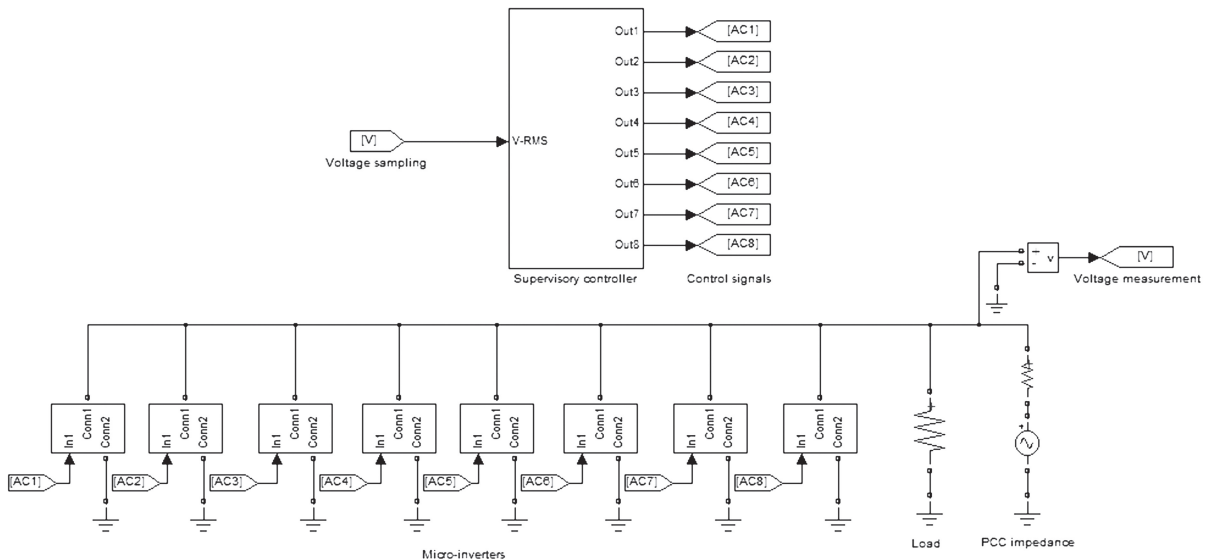 Out1
[AC1]
Out2
[AC2]
Out3
[AC3]
Out4
[AC4]
[V]
V-RMS
Out5
[AC5]
Voltage sampling
Out6
[AC6]
Out7
[AC7]
Out8
[AC8]
Supervisory controller
Control signals
+
-
v
[V]
Voltage measurement
In1
Conn1
Conn2
In1
Conn1
Conn2
In1
Conn1
Conn2
In1
Conn1
Conn2
In1
Conn1
Conn2
In1
Conn1
Conn2
In1
Conn1
Conn2
In1
Conn1
Conn2
+
+
+
[AC1]
[AC2]
[AC3]
[AC4]
[AC5]
[AC6]
[AC7]
[AC8]
Micro-inverters
Load
PCC impedance